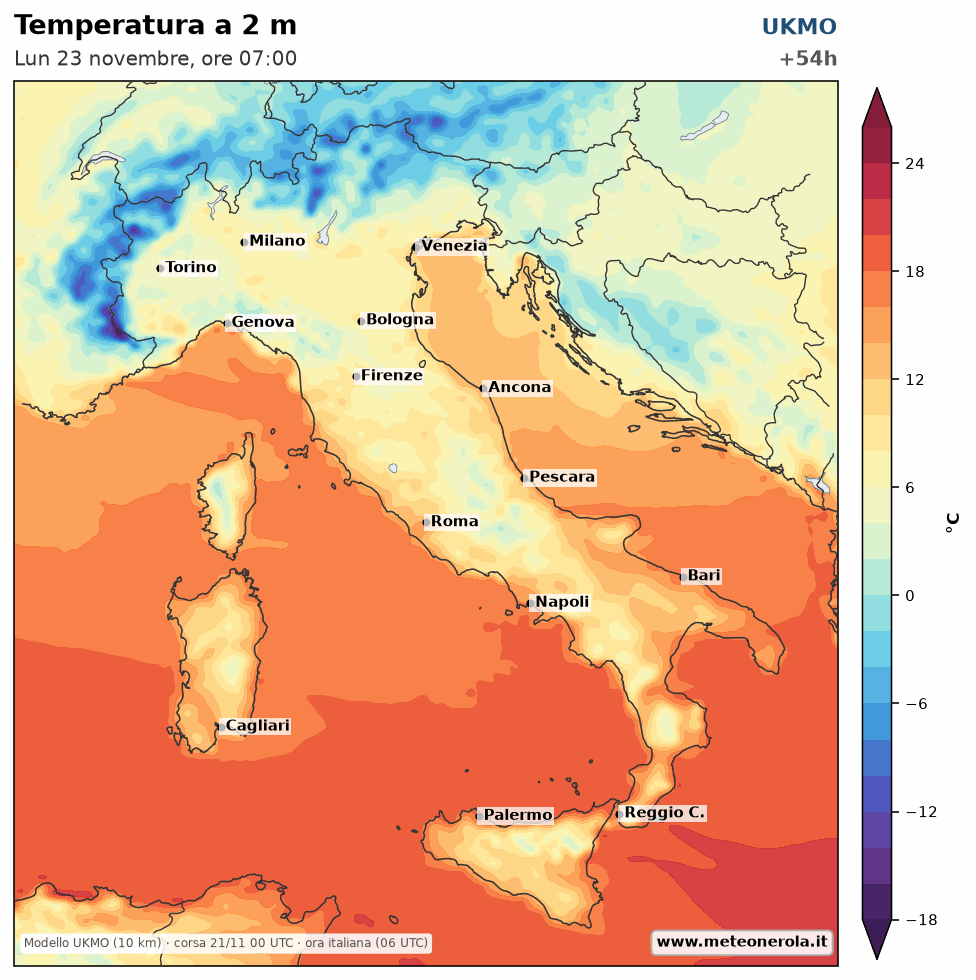 Temperatura a 2 m
UKMO
Lun 23 novembre, ore 07:00
+54h
Milano
Venezia
Torino
Genova
Bologna
Firenze
Ancona
Pescara
Roma
Bari
Napoli
Cagliari
Palermo
Reggio C.
24
18
12
6
0
−6
−12
−18
°C
Modello UKMO (10 km) · corsa 21/11 00 UTC · ora italiana (06 UTC)
www.meteonerola.it